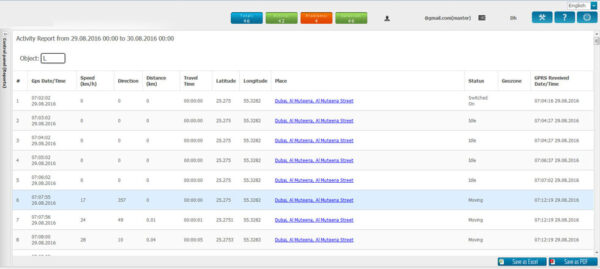 English
Total: 46
42
4
46
@gmail.com(master)
0h
Control panel (Reports)
Activity Report from 29.08.2016 00:00 to 30.08.2016 00:00
Object: L
# Gps Date/Time Speed (km/h) Direction Distance (km) Travel Time Latitude Longitude Place Status Geozone GPRS Received Date/Time
1 07:02:02 29.08.2016 0 0 0 00:00:00 25.275 55.3282 Dubai, Al Muteena, Al Muteena Street Switched On 07:04:16 29.08.2016
2 07:03:02 29.08.2016 0 0 0 00:00:00 25.275 55.3282 Dubai, Al Muteena, Al Muteena Street Idle 07:04:27 29.08.2016
3 07:04:02 29.08.2016 0 0 0 00:00:00 25.275 55.3282 Dubai, Al Muteena, Al Muteena Street Idle 07:04:27 29.08.2016
4 07:05:02 29.08.2016 0 0 0 00:00:00 25.275 55.3282 Dubai, Al Muteena, Al Muteena Street Idle 07:06:37 29.08.2016
5 07:06:02 29.08.2016 0 0 0 00:00:00 25.275 55.3282 Dubai, Al Muteena, Al Muteena Street Idle 07:07:02 29.08.2016
6 07:07:55 29.08.2016 17 357 0 00:00:00 25.275 55.3282 Dubai, Al Muteena, Al Muteena Street Moving 07:12:19 29.08.2016
7 07:07:56 29.08.2016 24 49 0.01 00:00:01 25.2751 55.3282 Dubai, Al Muteena, Al Muteena Street Moving 07:12:19 29.08.2016
8 07:08:00 29.08.2016 28 10 0.04 00:00:05 25.2753 55.3283 Dubai, Al Muteena, Al Muteena Street Moving 07:12:19 29.08.2016
Save as Excel
Save as PDF